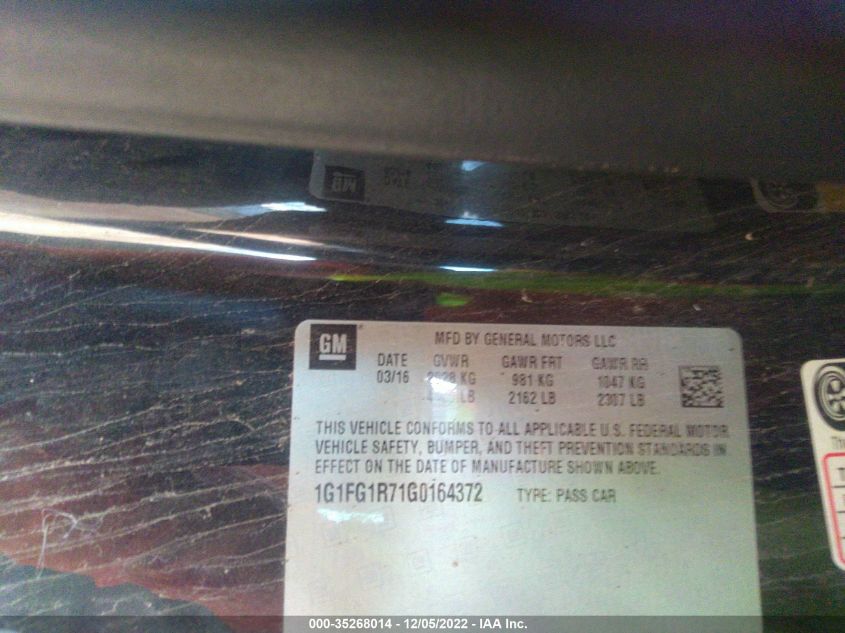 GM
MFD BY GENERAL MOTORS LLC
DATE GVWR GAWR FRT GAWR RR
03/16 KG 981 KG 1047 KG
LB 2162 LB 2307 LB
THIS VEHICLE CONFORMS TO ALL APPLICABLE U.S. FEDERAL MOTOR
VEHICLE SAFETY, BUMPER, AND THEFT PREVENTION STANDARDS IN
EFFECT ON THE DATE OF MANUFACTURE SHOWN ABOVE.
1G1FG1R71G0164372 TYPE: PASS CAR
000-35268014 - 12/05/2022 - IAA Inc.